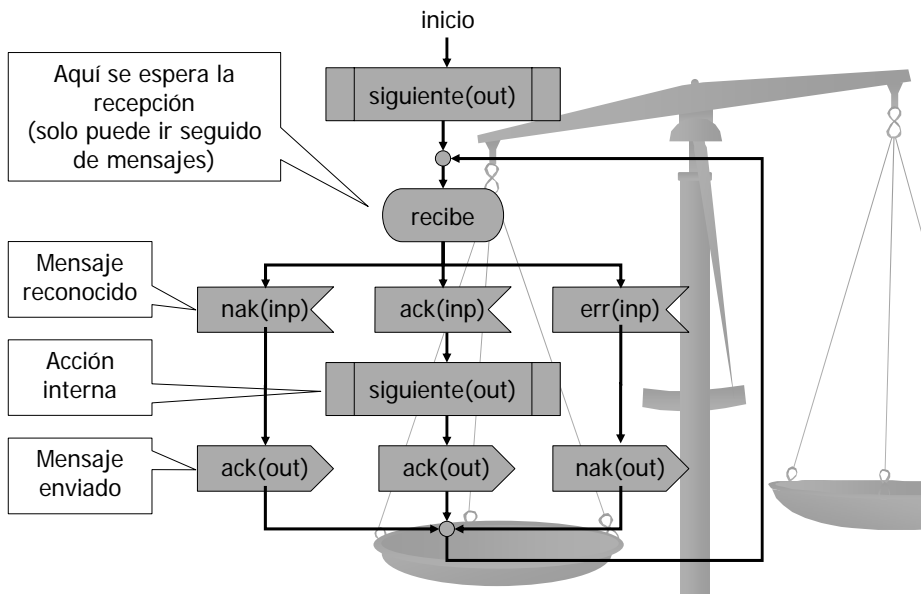 inicio
Aquí se espera la
recepción
(solo puede ir seguido
de mensajes)
siguiente(out)
recibe
Mensaje
reconocido
nak(inp)
ack(inp)
err(inp)
Acción
interna
siguiente(out)
Mensaje
enviado
ack(out)
ack(out)
nak(out)